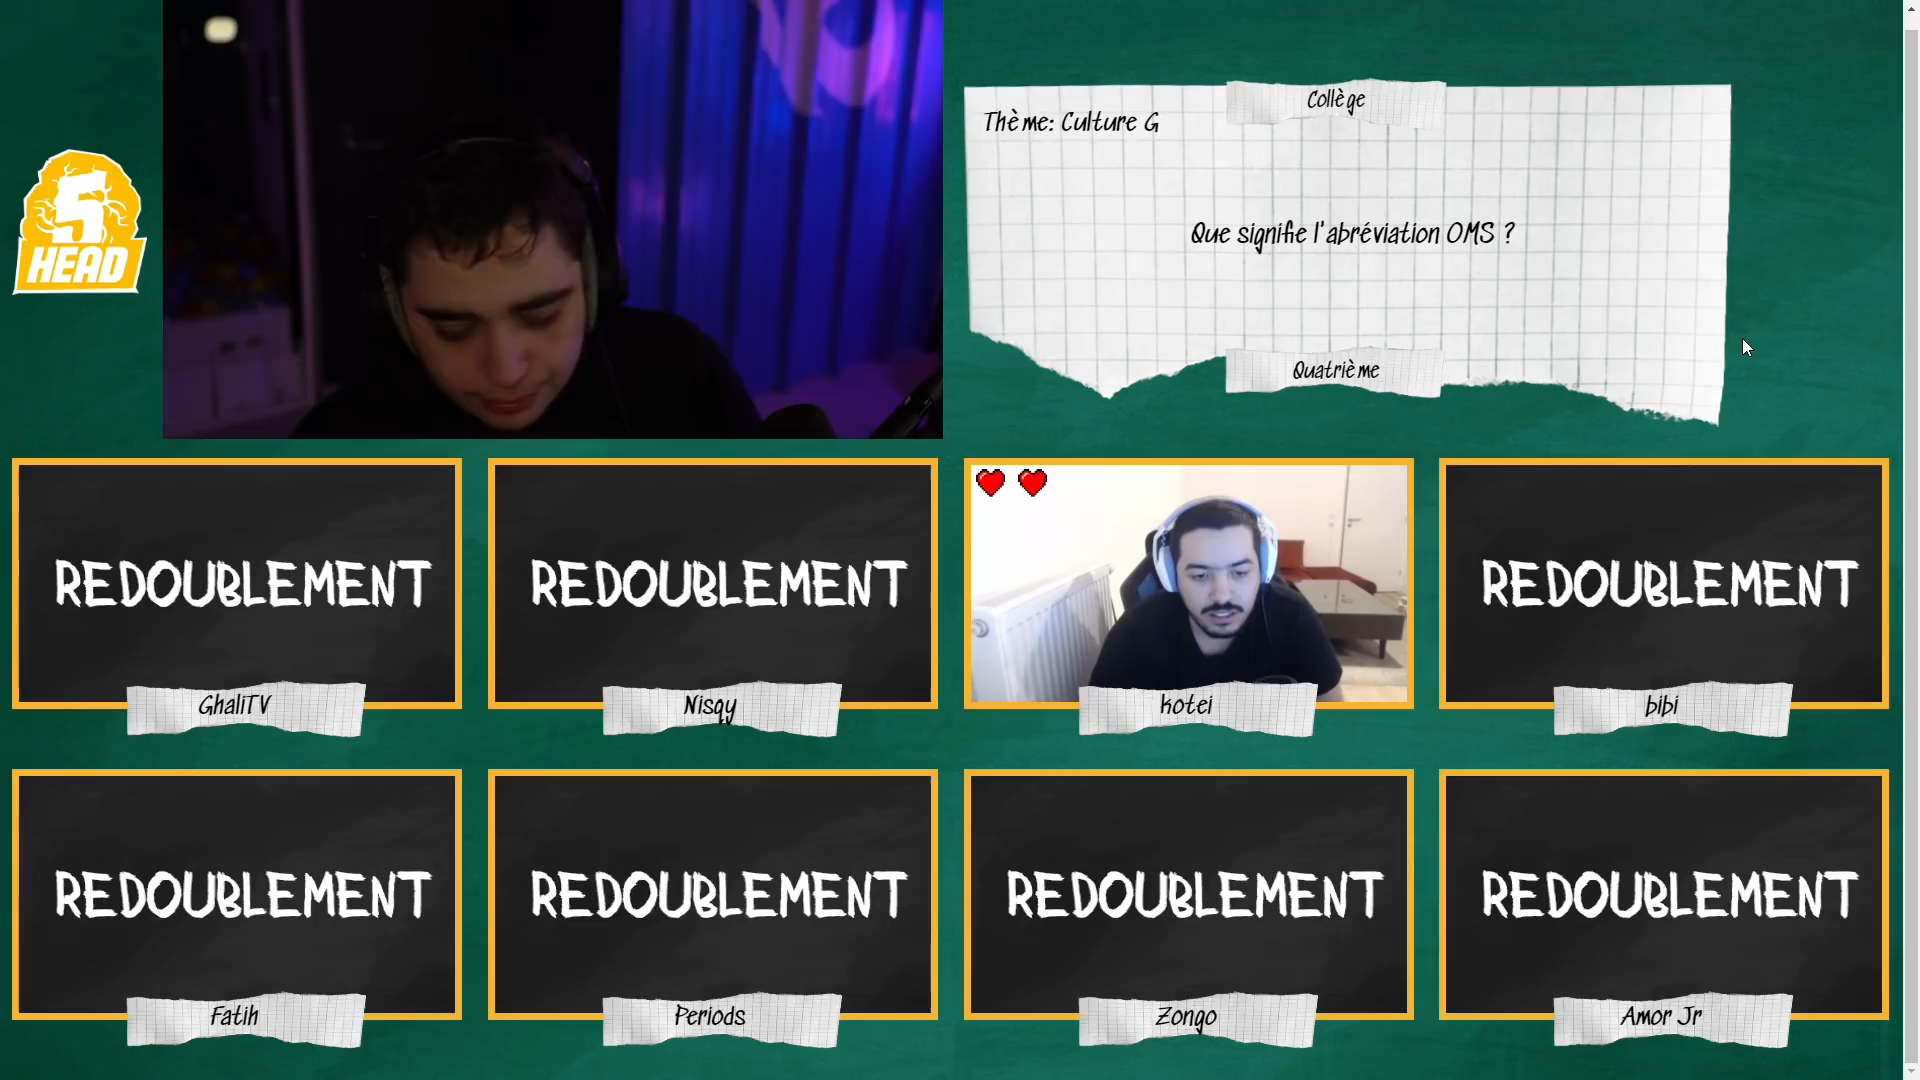 5
HEAD
Collège
Thème: Culture G
Que signifie l'abréviation OMS ?
Quatrième
REDOUBLEMENT
GhaliTV
REDOUBLEMENT
Nisqy
kotei
REDOUBLEMENT
bibi
REDOUBLEMENT
Fatih
REDOUBLEMENT
Periods
REDOUBLEMENT
Zongo
REDOUBLEMENT
Amor Jr